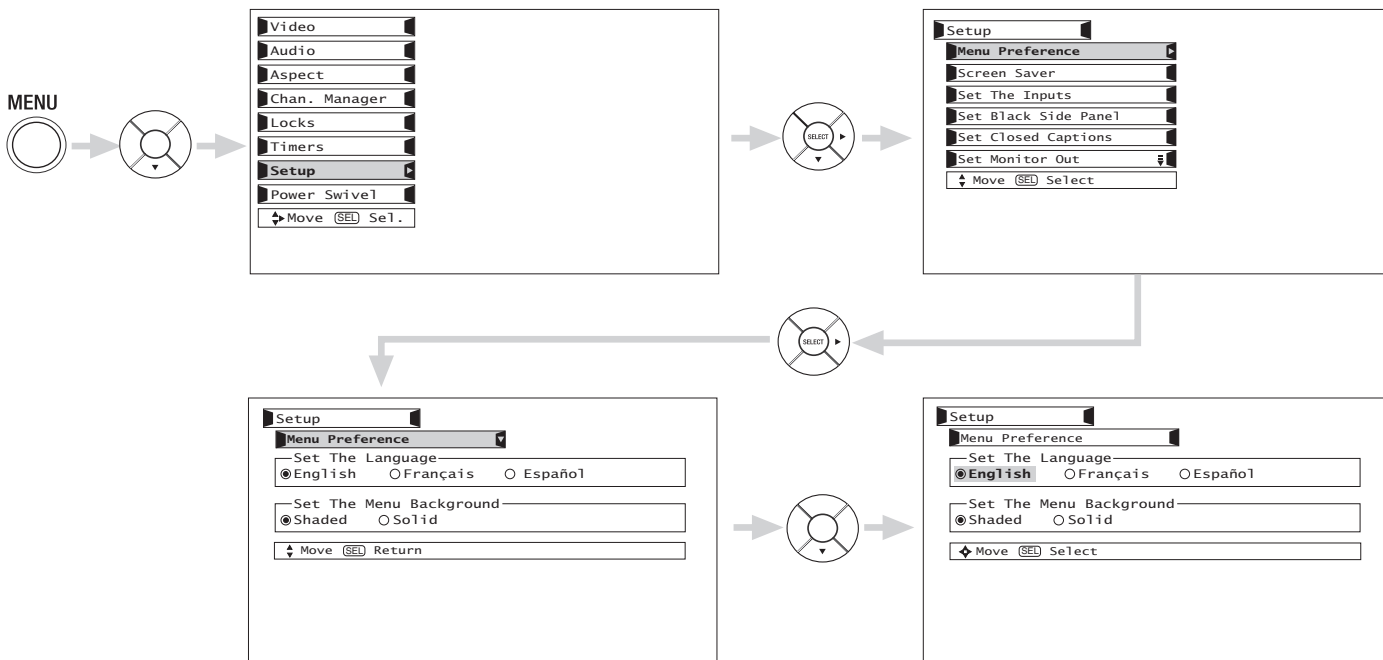 MENU
Video
Audio
Aspect
Chan. Manager
Locks
Timers
Setup
Power Swivel
Move SEL Sel.
SELECT
Setup
Menu Preference
Screen Saver
Set The Inputs
Set Black Side Panel
Set Closed Captions
Set Monitor Out
Move SEL Select
SELECT
Setup
Menu Preference
Set The Language
English Français Español
Set The Menu Background
Shaded Solid
Move SEL Return
Setup
Menu Preference
Set The Language
English Français Español
Set The Menu Background
Shaded Solid
Move SEL Select